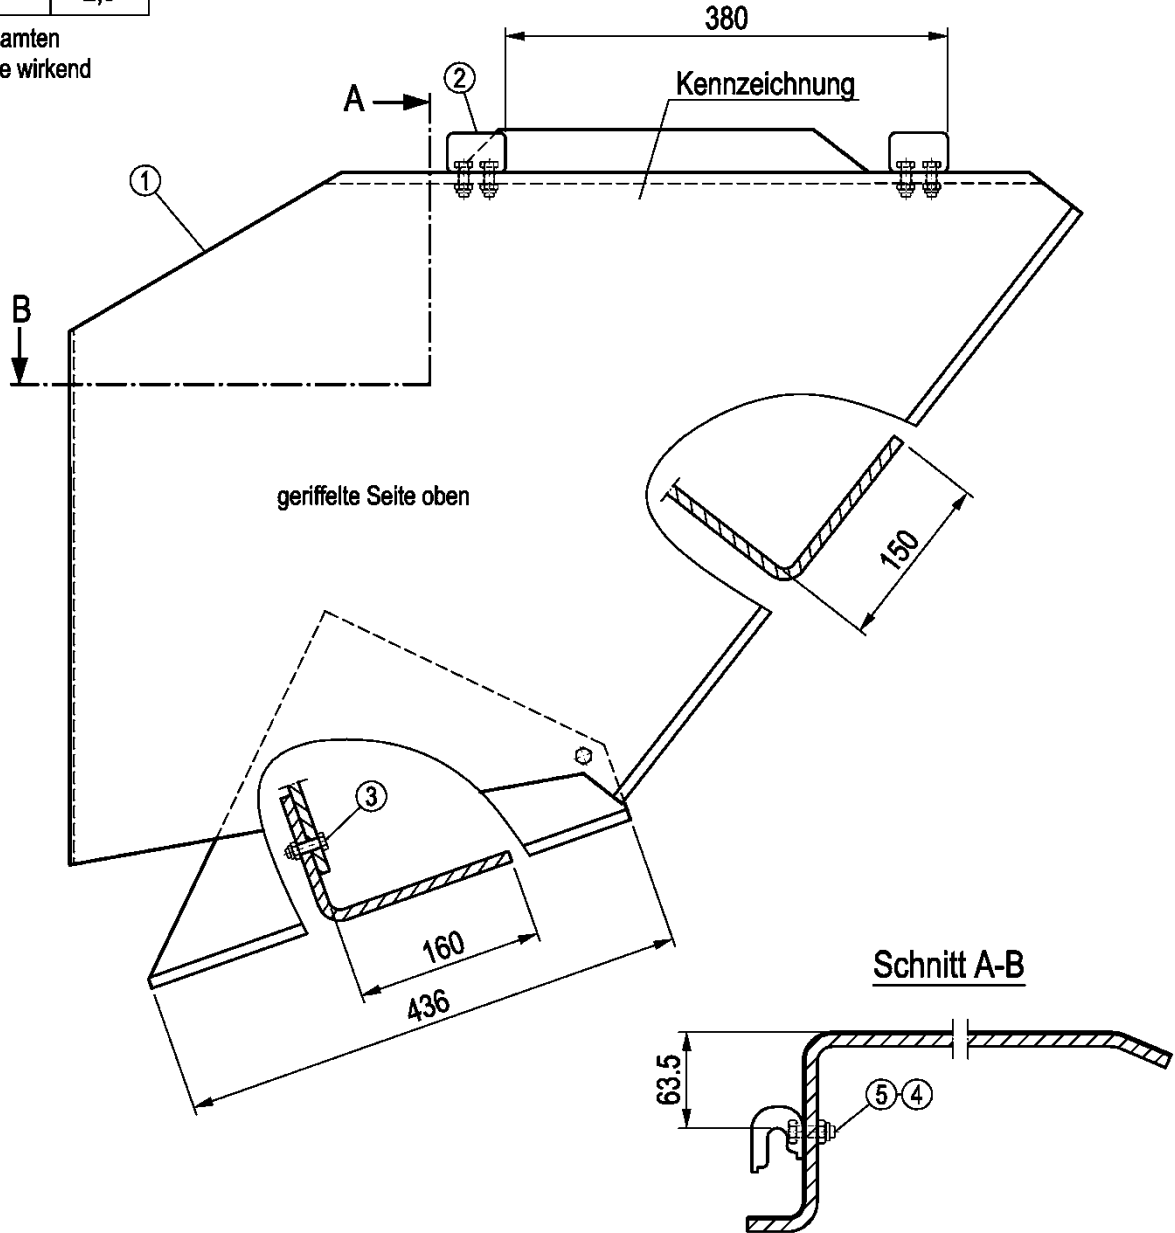 amten
e wirkend
380
Kennzeichnung
A
2
1
B
geriffelte Seite oben
150
3
160
436
Schnitt A-B
63.5
5 4